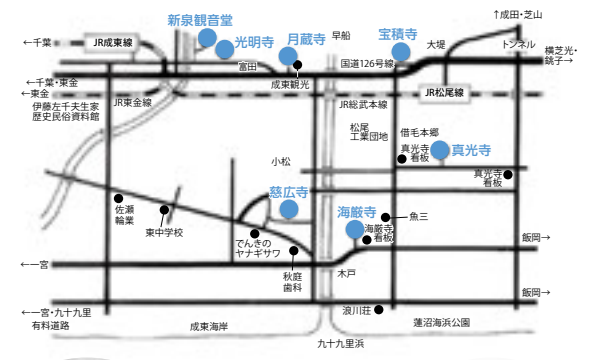 ↑成田・芝山
新泉観音堂
光明寺
月蔵寺
早船
宝積寺
大堤
トンネル
←千葉
JR成東線
富田
国道126号線
横芝光・
銚子→
←千葉・東金
成東観光
←東金
JR東金線
JR総武本線
JR松尾線
伊藤左千夫生家
歴史民俗資料館
松尾
工業団地
借毛本郷
真光寺
看板
真光寺
小松
真光寺
看板
慈広寺
佐瀬
輪業
東中学校
海厳寺
魚三
海厳寺
看板
でんきの
ヤナギサワ
飯岡→
←一宮
秋庭
歯科
木戸
飯岡→
←一宮・九十九里
有料道路
浪川荘
成東海岸
蓮沼海浜公園
九十九里浜